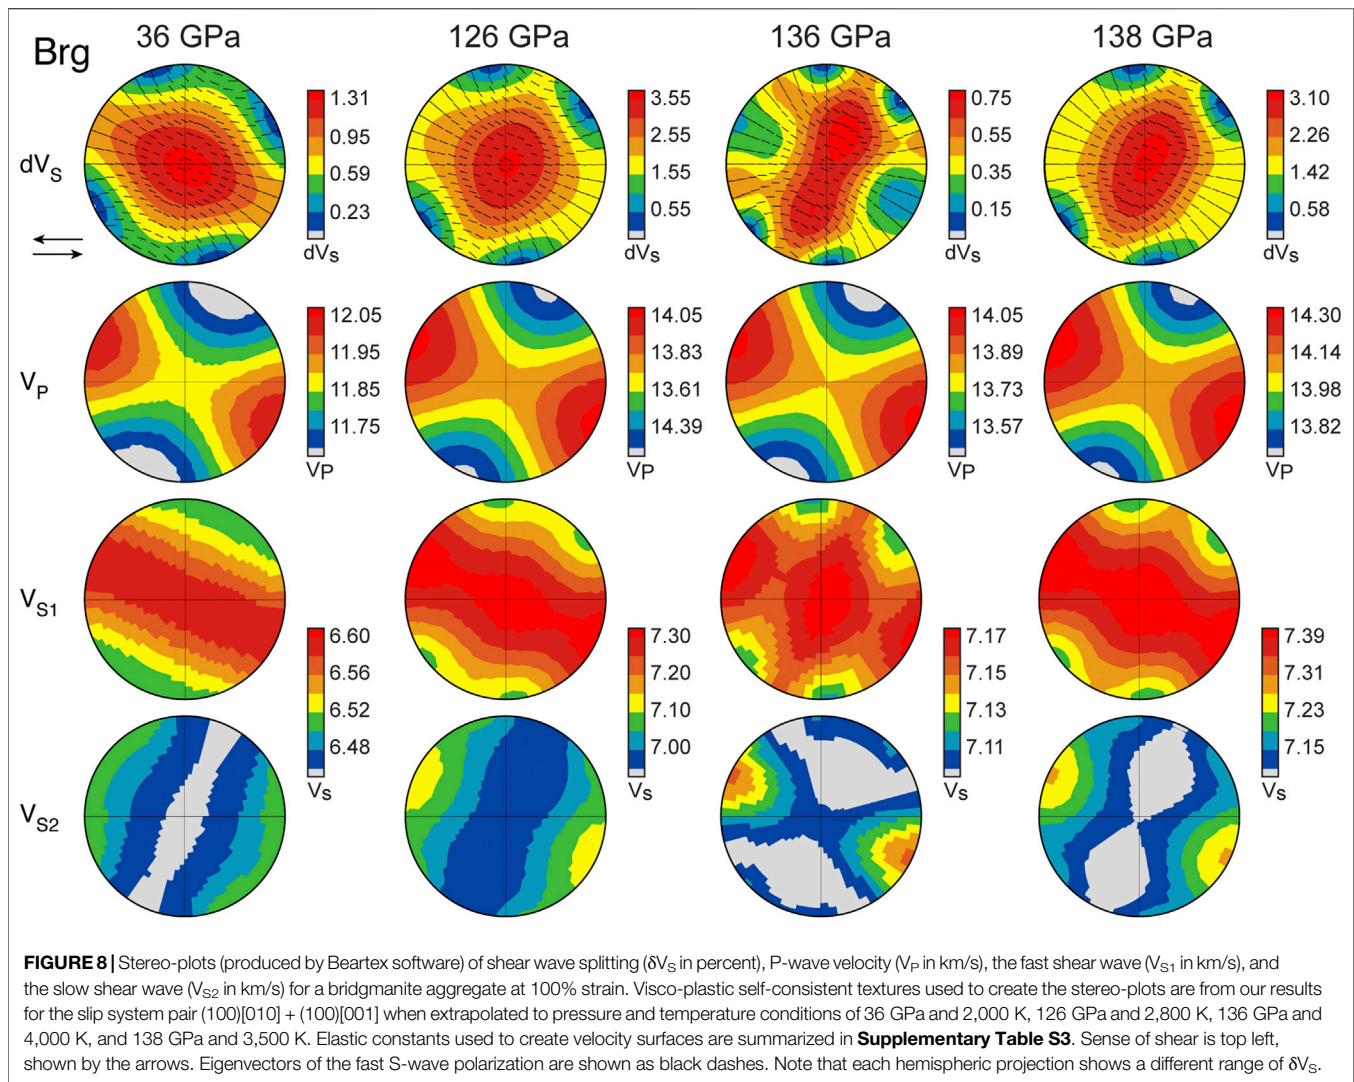 Brg
36 GPa
126 GPa
136 GPa
138 GPa
dVS
1.31
0.95
0.59
0.23
dVs
3.55
2.55
1.55
0.55
dVs
0.75
0.55
0.35
0.15
dVs
3.10
2.26
1.42
0.58
dVs
VP
12.05
11.95
11.85
11.75
VP
14.05
13.83
13.61
14.39
VP
14.05
13.89
13.73
13.57
VP
14.30
14.14
13.98
13.82
VP
VS1
VS2
6.60
6.56
6.52
6.48
Vs
7.30
7.20
7.10
7.00
Vs
7.17
7.15
7.13
7.11
Vs
7.39
7.31
7.23
7.15
Vs
FIGURE 8 | Stereo-plots (produced by Beartex software) of shear wave splitting (δVS in percent), P-wave velocity (VP in km/s), the fast shear wave (VS1 in km/s), and
the slow shear wave (VS2 in km/s) for a bridgmanite aggregate at 100% strain. Visco-plastic self-consistent textures used to create the stereo-plots are from our results
for the slip system pair (100)[010] + (100)[001] when extrapolated to pressure and temperature conditions of 36 GPa and 2,000 K, 126 GPa and 2,800 K, 136 GPa and
4,000 K, and 138 GPa and 3,500 K. Elastic constants used to create velocity surfaces are summarized in Supplementary Table S3. Sense of shear is top left,
shown by the arrows. Eigenvectors of the fast S-wave polarization are shown as black dashes. Note that each hemispheric projection shows a different range of δVS.